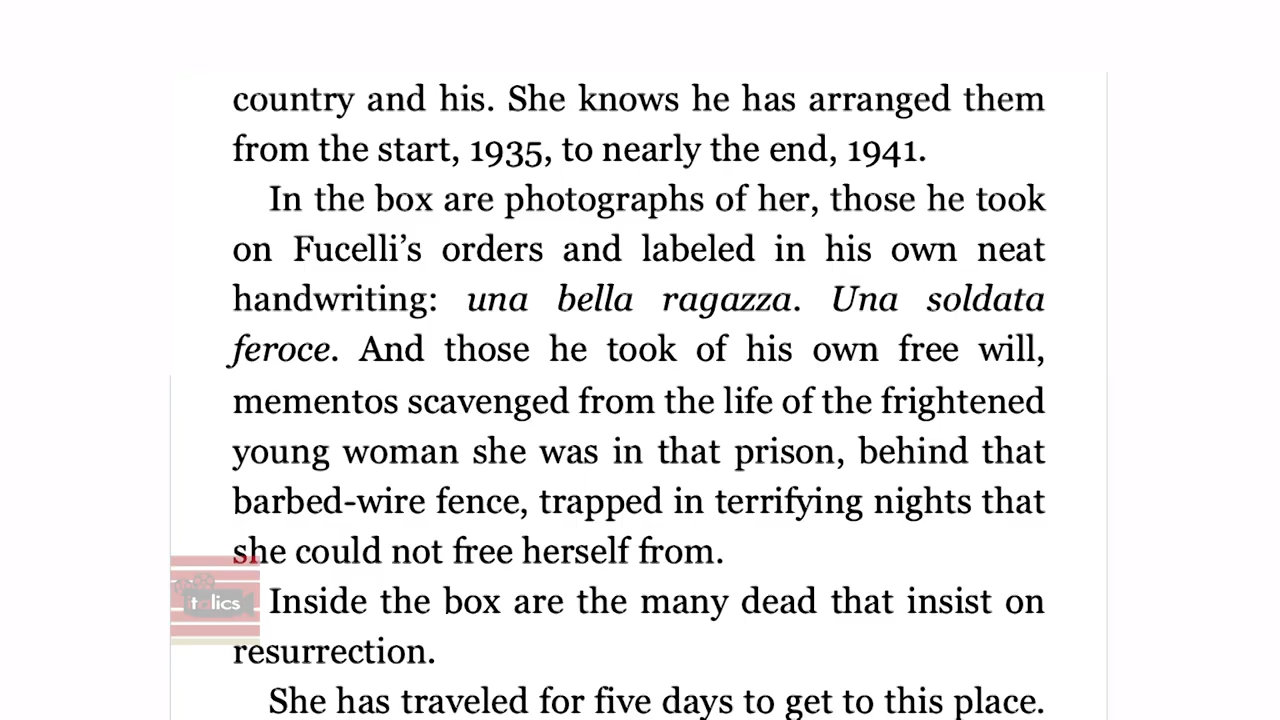 country and his. She knows he has arranged them
from the start, 1935, to nearly the end, 1941.
In the box are photographs of her, those he took
on Fucelli’s orders and labeled in his own neat
handwriting: una bella ragazza. Una soldata
feroce. And those he took of his own free will,
mementos scavenged from the life of the frightened
young woman she was in that prison, behind that
barbed-wire fence, trapped in terrifying nights that
she could not free herself from.
italics
Inside the box are the many dead that insist on
resurrection.
She has traveled for five days to get to this place.